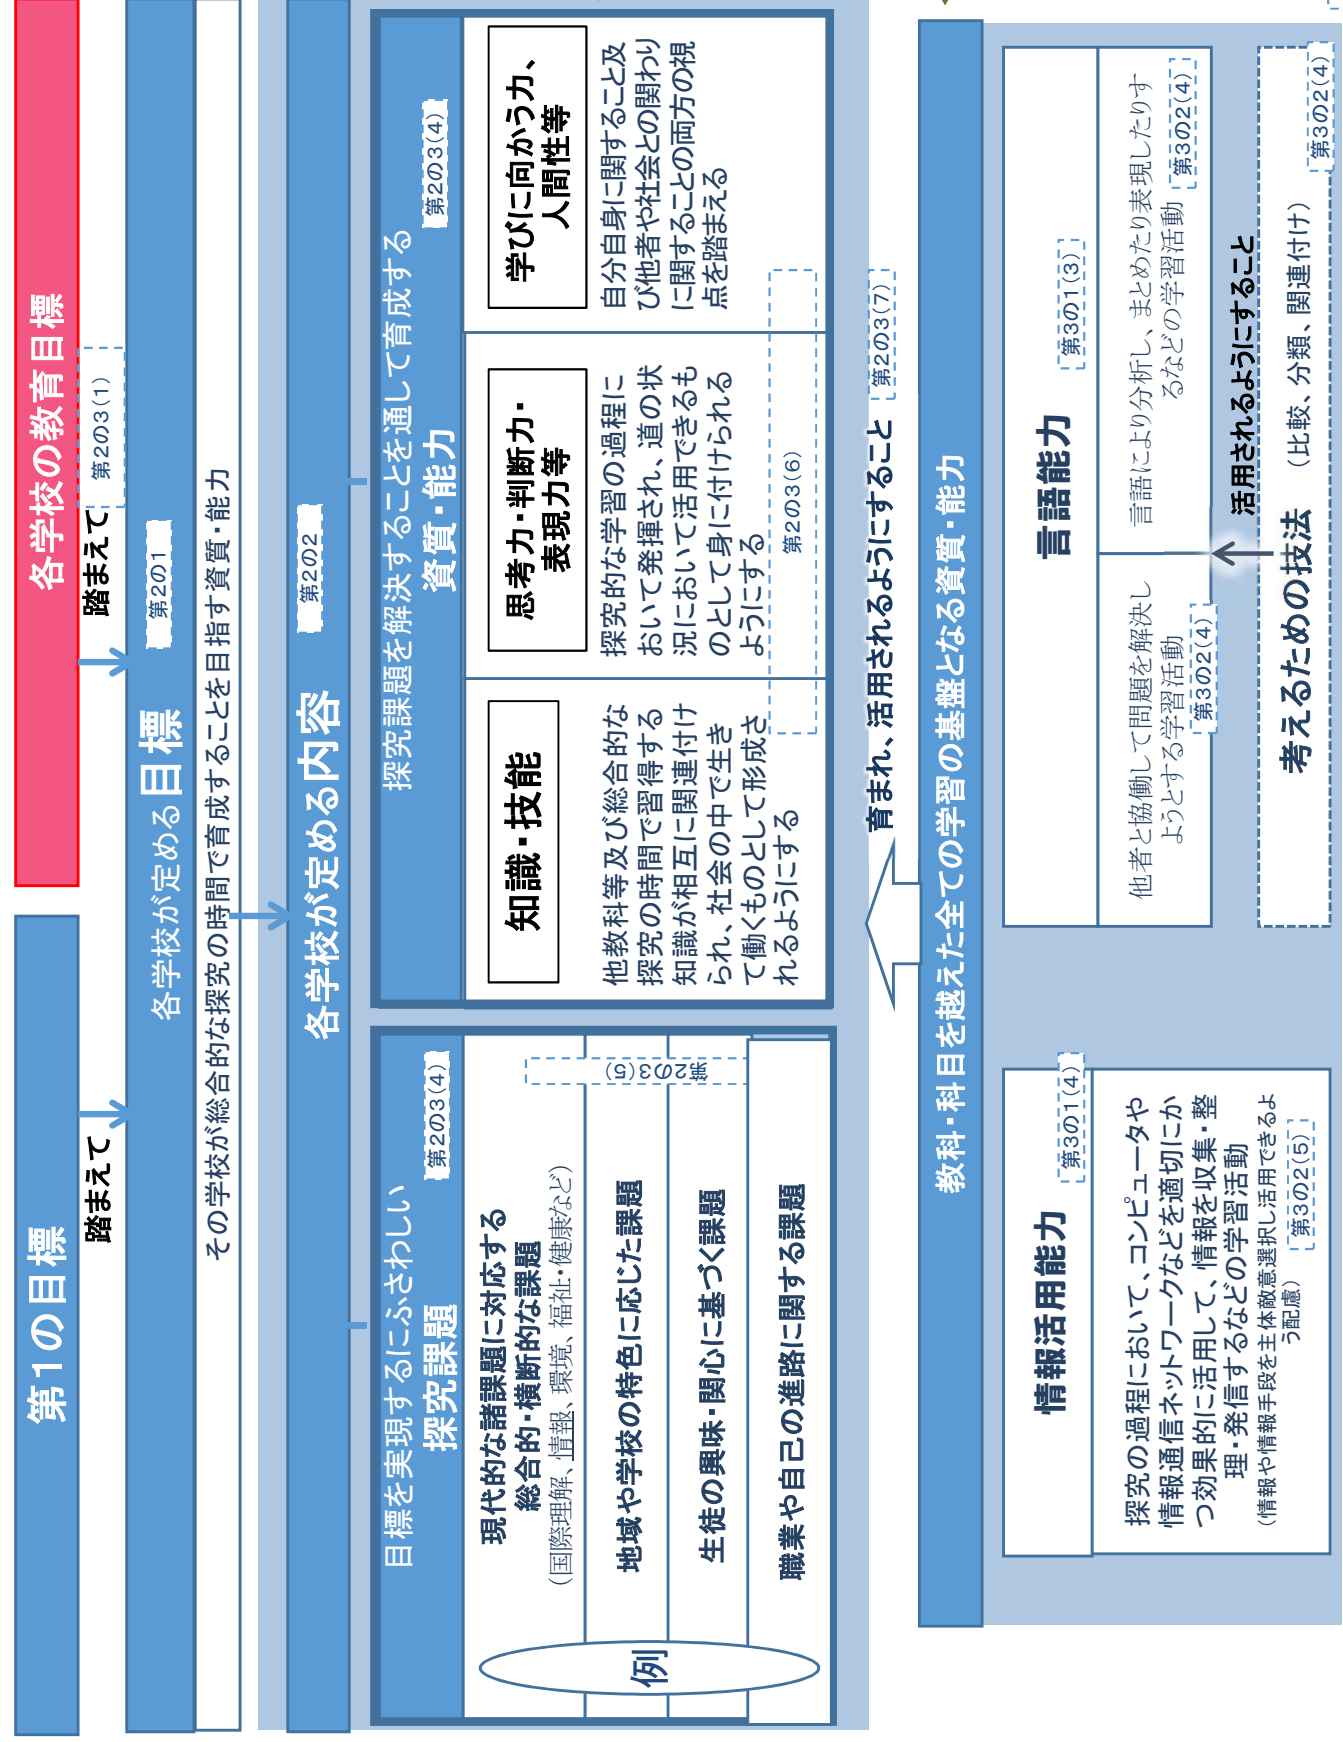 第1の目標
各学校の教育目標
踏まえて
踏まえて
第2の3(1)
各学校が定める目標
第2の1
その学校が総合的な探究の時間で育成することを目指す資質・能力
各学校が定める内容
第2の2
目標を実現するにふさわしい
探究課題
第2の3(4)
現代的な諸課題に対応する
総合的・横断的な課題
(国際理解、情報、環境、福祉・健康など)
地域や学校の特色に応じた課題
生徒の興味・関心に基づく課題
職業や自己の進路に関する課題
例
第2の3(5)
探究課題を解決することを通して育成する
資質・能力
第2の3(4)
知識・技能
他教科等及び総合的な
探究の時間で習得する
知識が相互に関連付け
られ、社会の中で生き
て働くものとして形成さ
れるようにする
思考力・判断力・
表現力等
探究的な学習の過程に
おいて発揮され、道の状
況において活用できるも
のとして身に付けられる
ようにする
学びに向かう力、
人間性等
自分自身に関すること及
び他者や社会との関わり
に関することの両方の視
点を踏まえる
第2の3(6)
育まれ、活用されるようにすること
第2の3(7)
教科・科目を越えた全ての学習の基盤となる資質・能力
情報活用能力
第3の1(4)
探究の過程において、コンピュータや
情報通信ネットワークなどを適切にか
つ効果的に活用して、情報を収集・整
理・発信するなどの学習活動
(情報や情報手段を主体敵意選択し活用できるよ
う配慮)
第3の2(5)
言語能力
第3の1(3)
他者と協働して問題を解決し
ようとする学習活動
第3の2(4)
言語により分析し、まとめたり表現したりす
るなどの学習活動
第3の2(4)
活用されるようにすること
考えるための技法
(比較、分類、関連付け)
第3の2(4)